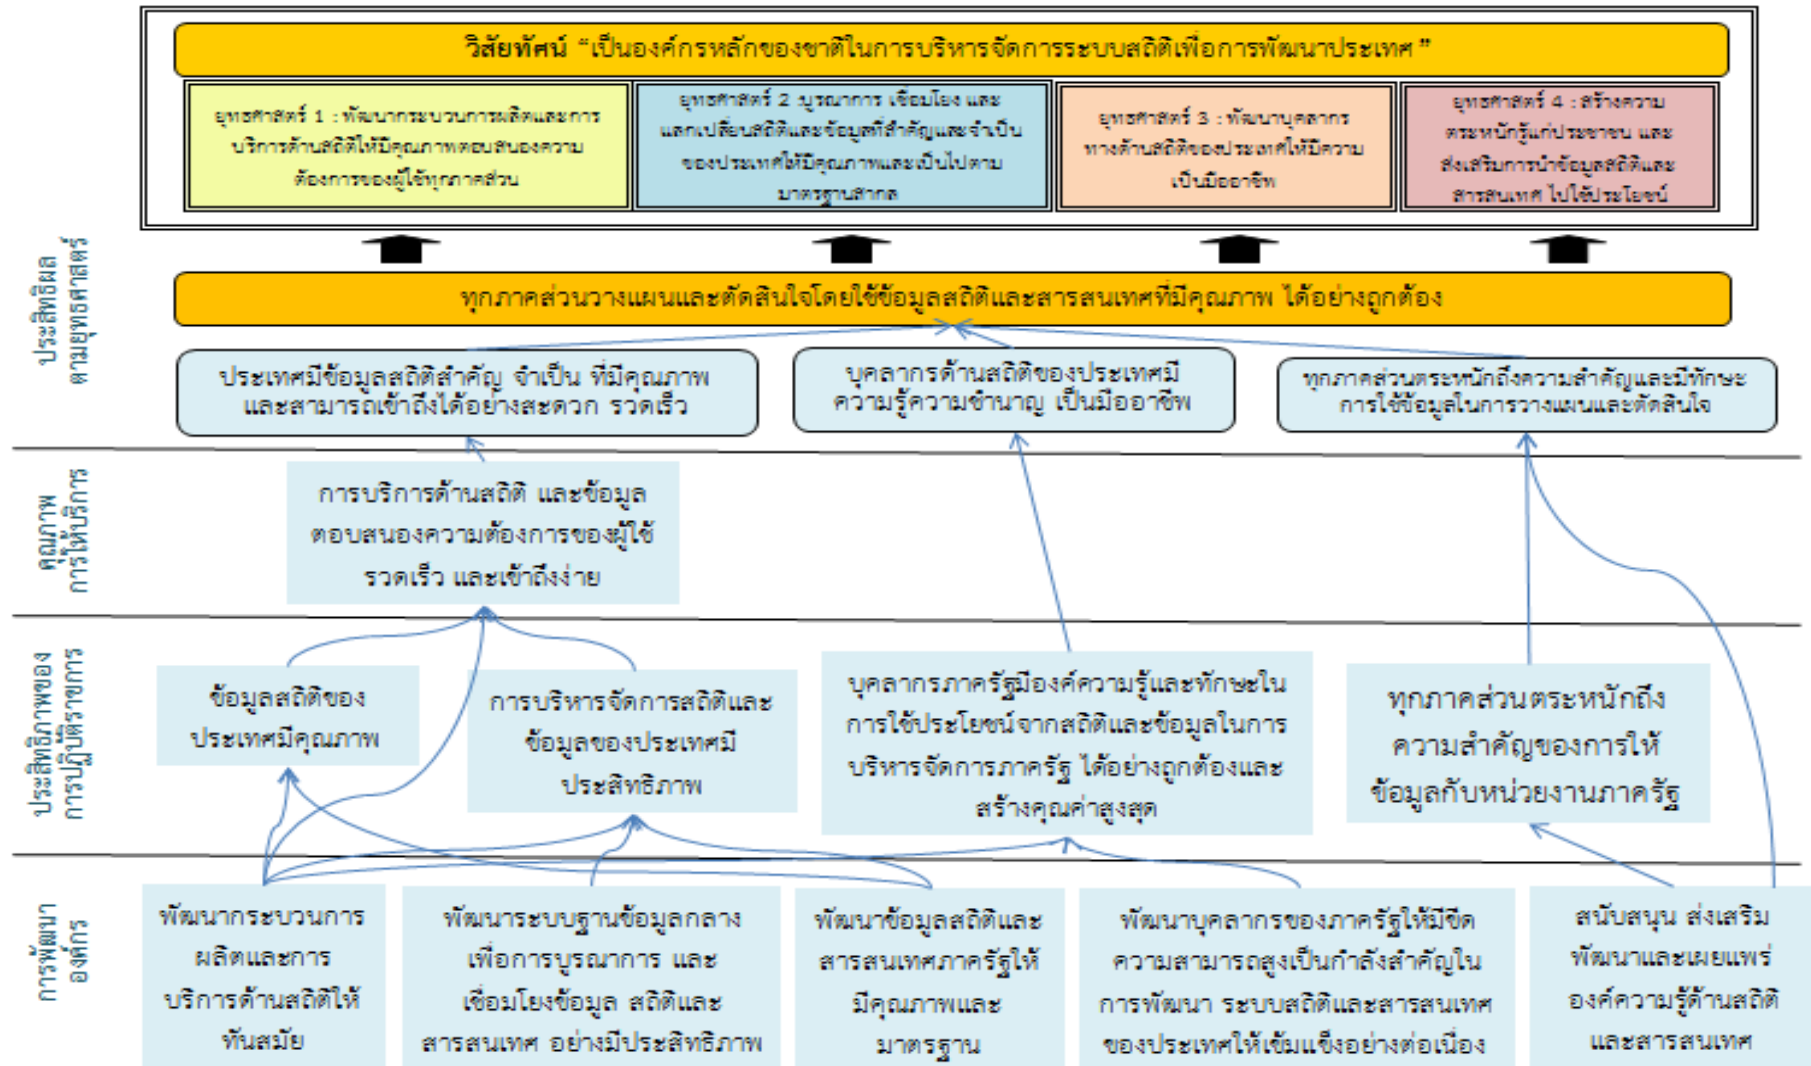 วิสัยทัศน์ “เป็นองค์กรหลักของชาติในการบริหารจัดการระบบสถิติเพื่อการพัฒนาประเทศ ”
ยุทธศาสตร์ 1 : พัฒนากระบวนการผลิตและการ
บริการด้านสถิติให้มีคุณภาพตอบสนองความ
ต้องการของผู้ใช้ทุกภาคส่วน
ยุทธศาสตร์ 2 :บูรณาการ เชื่อมโยง และ
แลกเปลี่ยนสถิติและข้อมูลที่สำคัญและจำเป็น
ของประเทศให้มีคุณภาพและเป็นไปตาม
มาตรฐานสากล
ยุทธศาสตร์ 3 : พัฒนาบุคลากร
ทางด้านสถิติของประเทศให้มีความ
เป็นมืออาชีพ
ยุทธศาสตร์ 4 : สร้างความ
ตระหนักรู้แก่ประชาชน และ
ส่งเสริมการนำข้อมูลสถิติและ
สารสนเทศ ไปใช้ประโยชน์
ประสิทธิผล
ตามยุทธศาสตร์
ทุกภาคส่วนวางแผนและตัดสินใจโดยใช้ข้อมูลสถิติและสารสนเทศที่มีคุณภาพ ได้อย่างถูกต้อง
ประเทศมีข้อมูลสถิติสำคัญ จำเป็น ที่มีคุณภาพ
และสามารถเข้าถึงได้อย่างสะดวก รวดเร็ว
บุคลากรด้านสถิติของประเทศมี
ความรู้ความชำนาญ เป็นมืออาชีพ
ทุกภาคส่วนตระหนักถึงความสำคัญและมีทักษะ
การใช้ข้อมูลในการวางแผนและตัดสินใจ
คุณภาพ
การให้บริการ
การบริการด้านสถิติ และข้อมูล
ตอบสนองความต้องการของผู้ใช้
รวดเร็ว และเข้าถึงง่าย
ประสิทธิภาพของ
การปฏิบัติราชการ
ข้อมูลสถิติของ
ประเทศมีคุณภาพ
การบริหารจัดการสถิติและ
ข้อมูลของประเทศมี
ประสิทธิภาพ
บุคลากรภาครัฐมีองค์ความรู้และทักษะใน
การใช้ประโยชน์จากสถิติและข้อมูลในการ
บริหารจัดการภาครัฐ ได้อย่างถูกต้องและ
สร้างคุณค่าสูงสุด
ทุกภาคส่วนตระหนักถึง
ความสำคัญของการให้
ข้อมูลกับหน่วยงานภาครัฐ
การพัฒนา
องค์กร
พัฒนากระบวนการ
ผลิตและการ
บริการด้านสถิติให้
ทันสมัย
พัฒนาระบบฐานข้อมูลกลาง
เพื่อการบูรณาการ และ
เชื่อมโยงข้อมูล สถิติและ
สารสนเทศ อย่างมีประสิทธิภาพ
พัฒนาข้อมูลสถิติและ
สารสนเทศภาครัฐให้
มีคุณภาพและ
มาตรฐาน
พัฒนาบุคลากรของภาครัฐให้มีขีด
ความสามารถสูงเป็นกำลังสำคัญใน
การพัฒนา ระบบสถิติและสารสนเทศ
ของประเทศให้เข้มแข็งอย่างต่อเนื่อง
สนับสนุน ส่งเสริม
พัฒนาและเผยแพร่
องค์ความรู้ด้านสถิติ
และสารสนเทศ